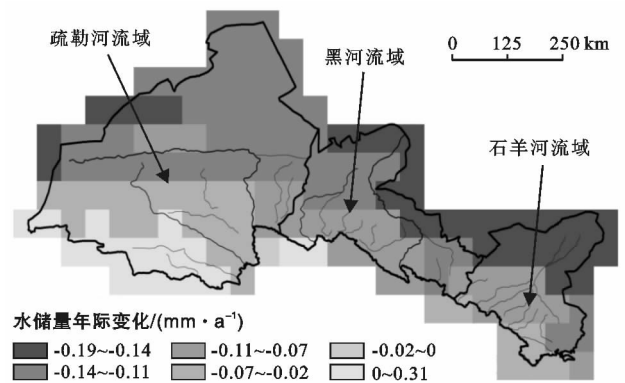 疏勒河流域
黑河流域
0 125 250 km
石羊河流域
水储量年际变化/(mm·a⁻¹)
-0.19~-0.14 -0.11~-0.07 -0.02~0
-0.14~-0.11 -0.07~-0.02 0~0.31